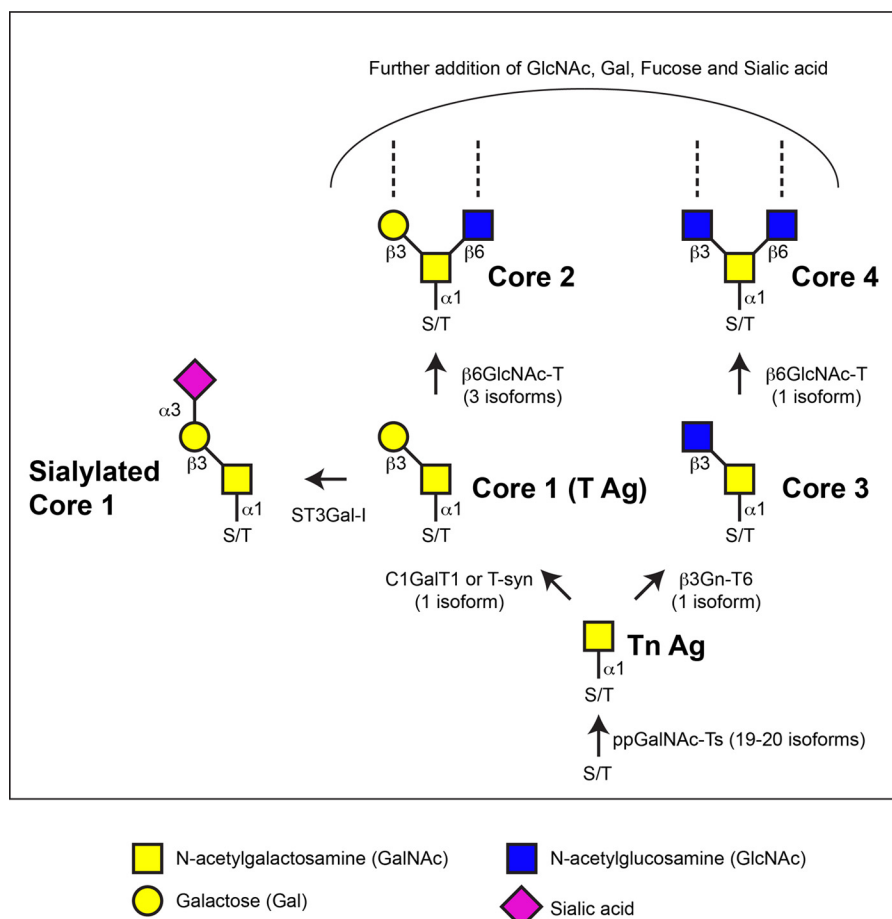 Further addition of GlcNAc, Gal, Fucose and Sialic acid
β3
β6
Core 2
α1
S/T
β3
β6
Core 4
α1
S/T
β6GlcNAc-T
(3 isoforms)
β6GlcNAc-T
(1 isoform)
α3
β3
Sialylated
Core 1
α1
S/T
ST3Gal-I
β3
Core 1 (T Ag)
α1
S/T
β3
Core 3
α1
S/T
C1GalT1 or T-syn
(1 isoform)
β3Gn-T6
(1 isoform)
Tn Ag
α1
S/T
ppGalNAc-Ts (19-20 isoforms)
S/T
N-acetylgalactosamine (GalNAc)
N-acetylglucosamine (GlcNAc)
Galactose (Gal)
Sialic acid